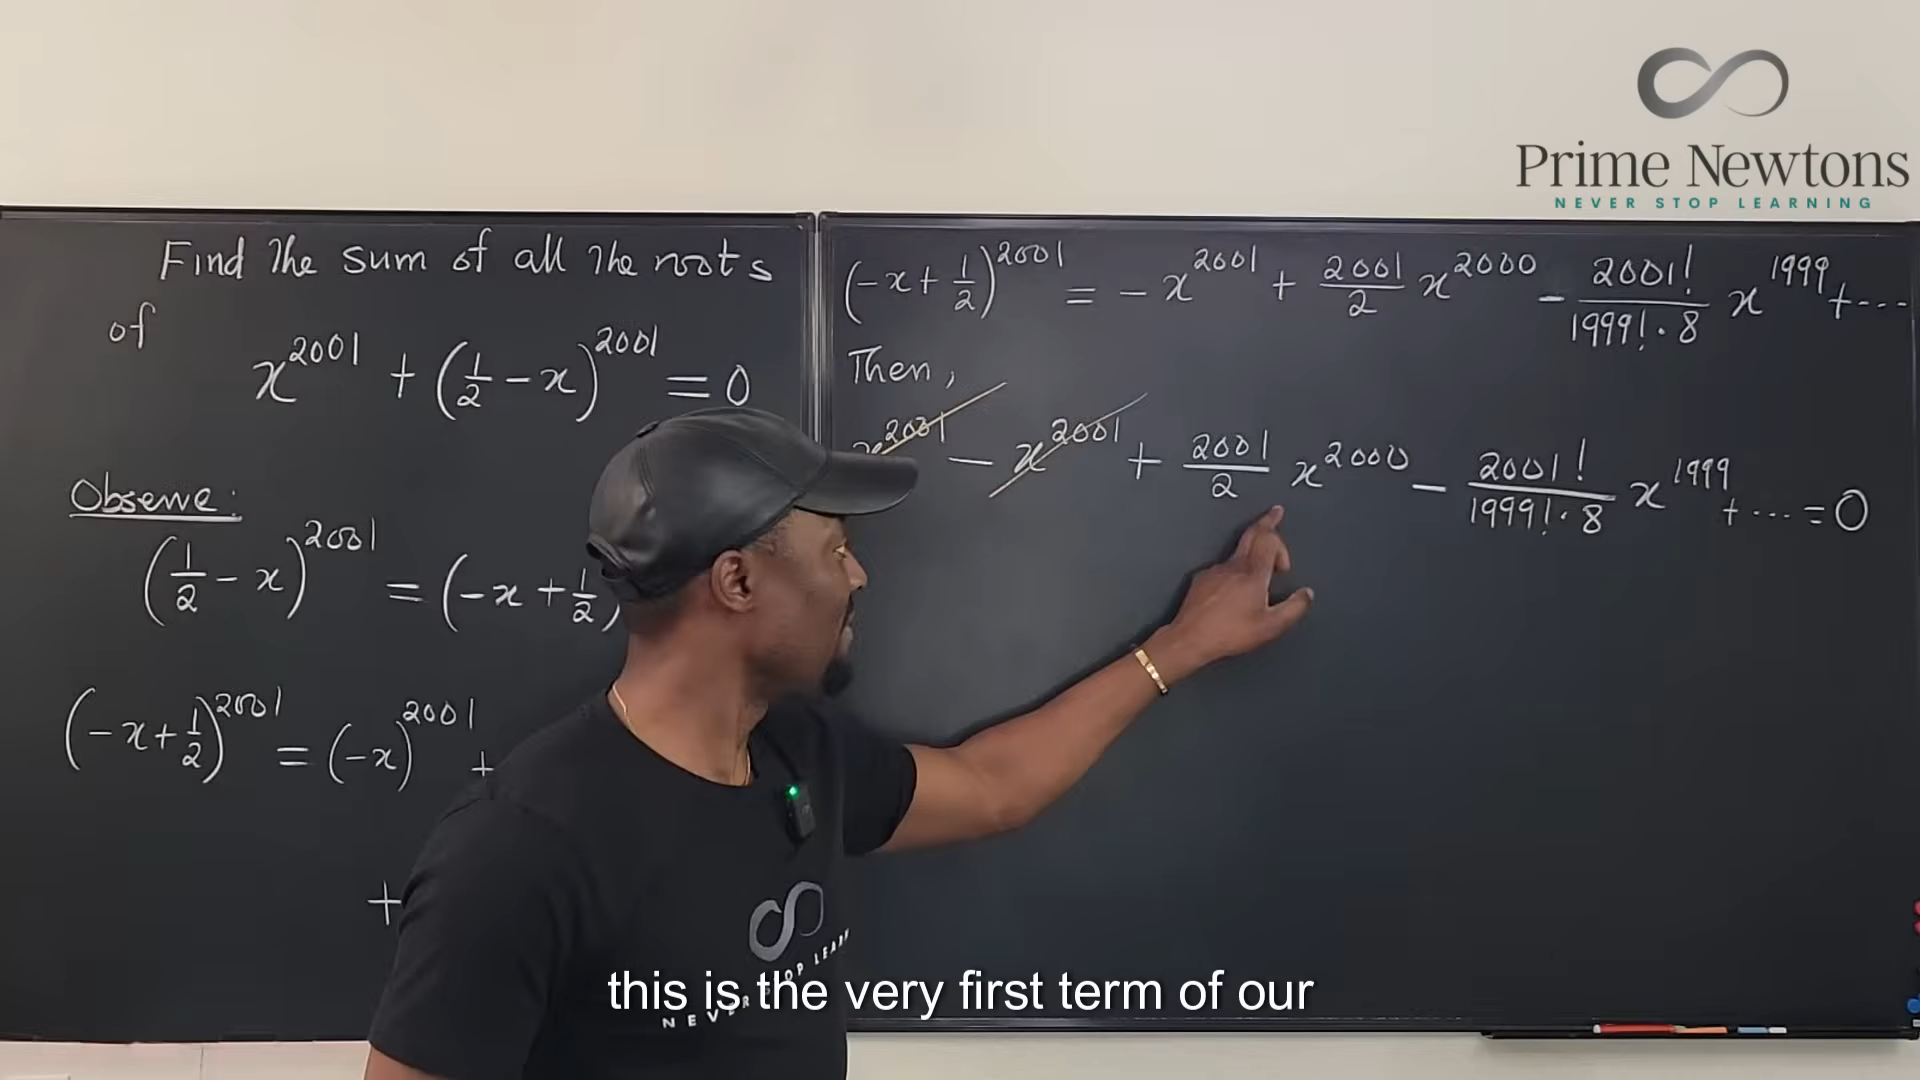 Prime Newtons
NEVER STOP LEARNING
Find the sum of all the roots
of
x^2001 + (1/2 - x)^2001 = 0
Observe:
(1/2 - x)^2001 = (-x + 1/2)
(-x + 1/2)^2001 = (-x)^2001 +
+
(-x + 1/2)^2001 = -x^2001 + 2001/2 x^2000 - 2001!/(1999!·8) x^1999 + ...
Then,
x^2001 - x^2001 + 2001/2 x^2000 - 2001!/(1999!·8) x^1999 + ... = 0
NEVER STOP LEARN
this is the very first term of our